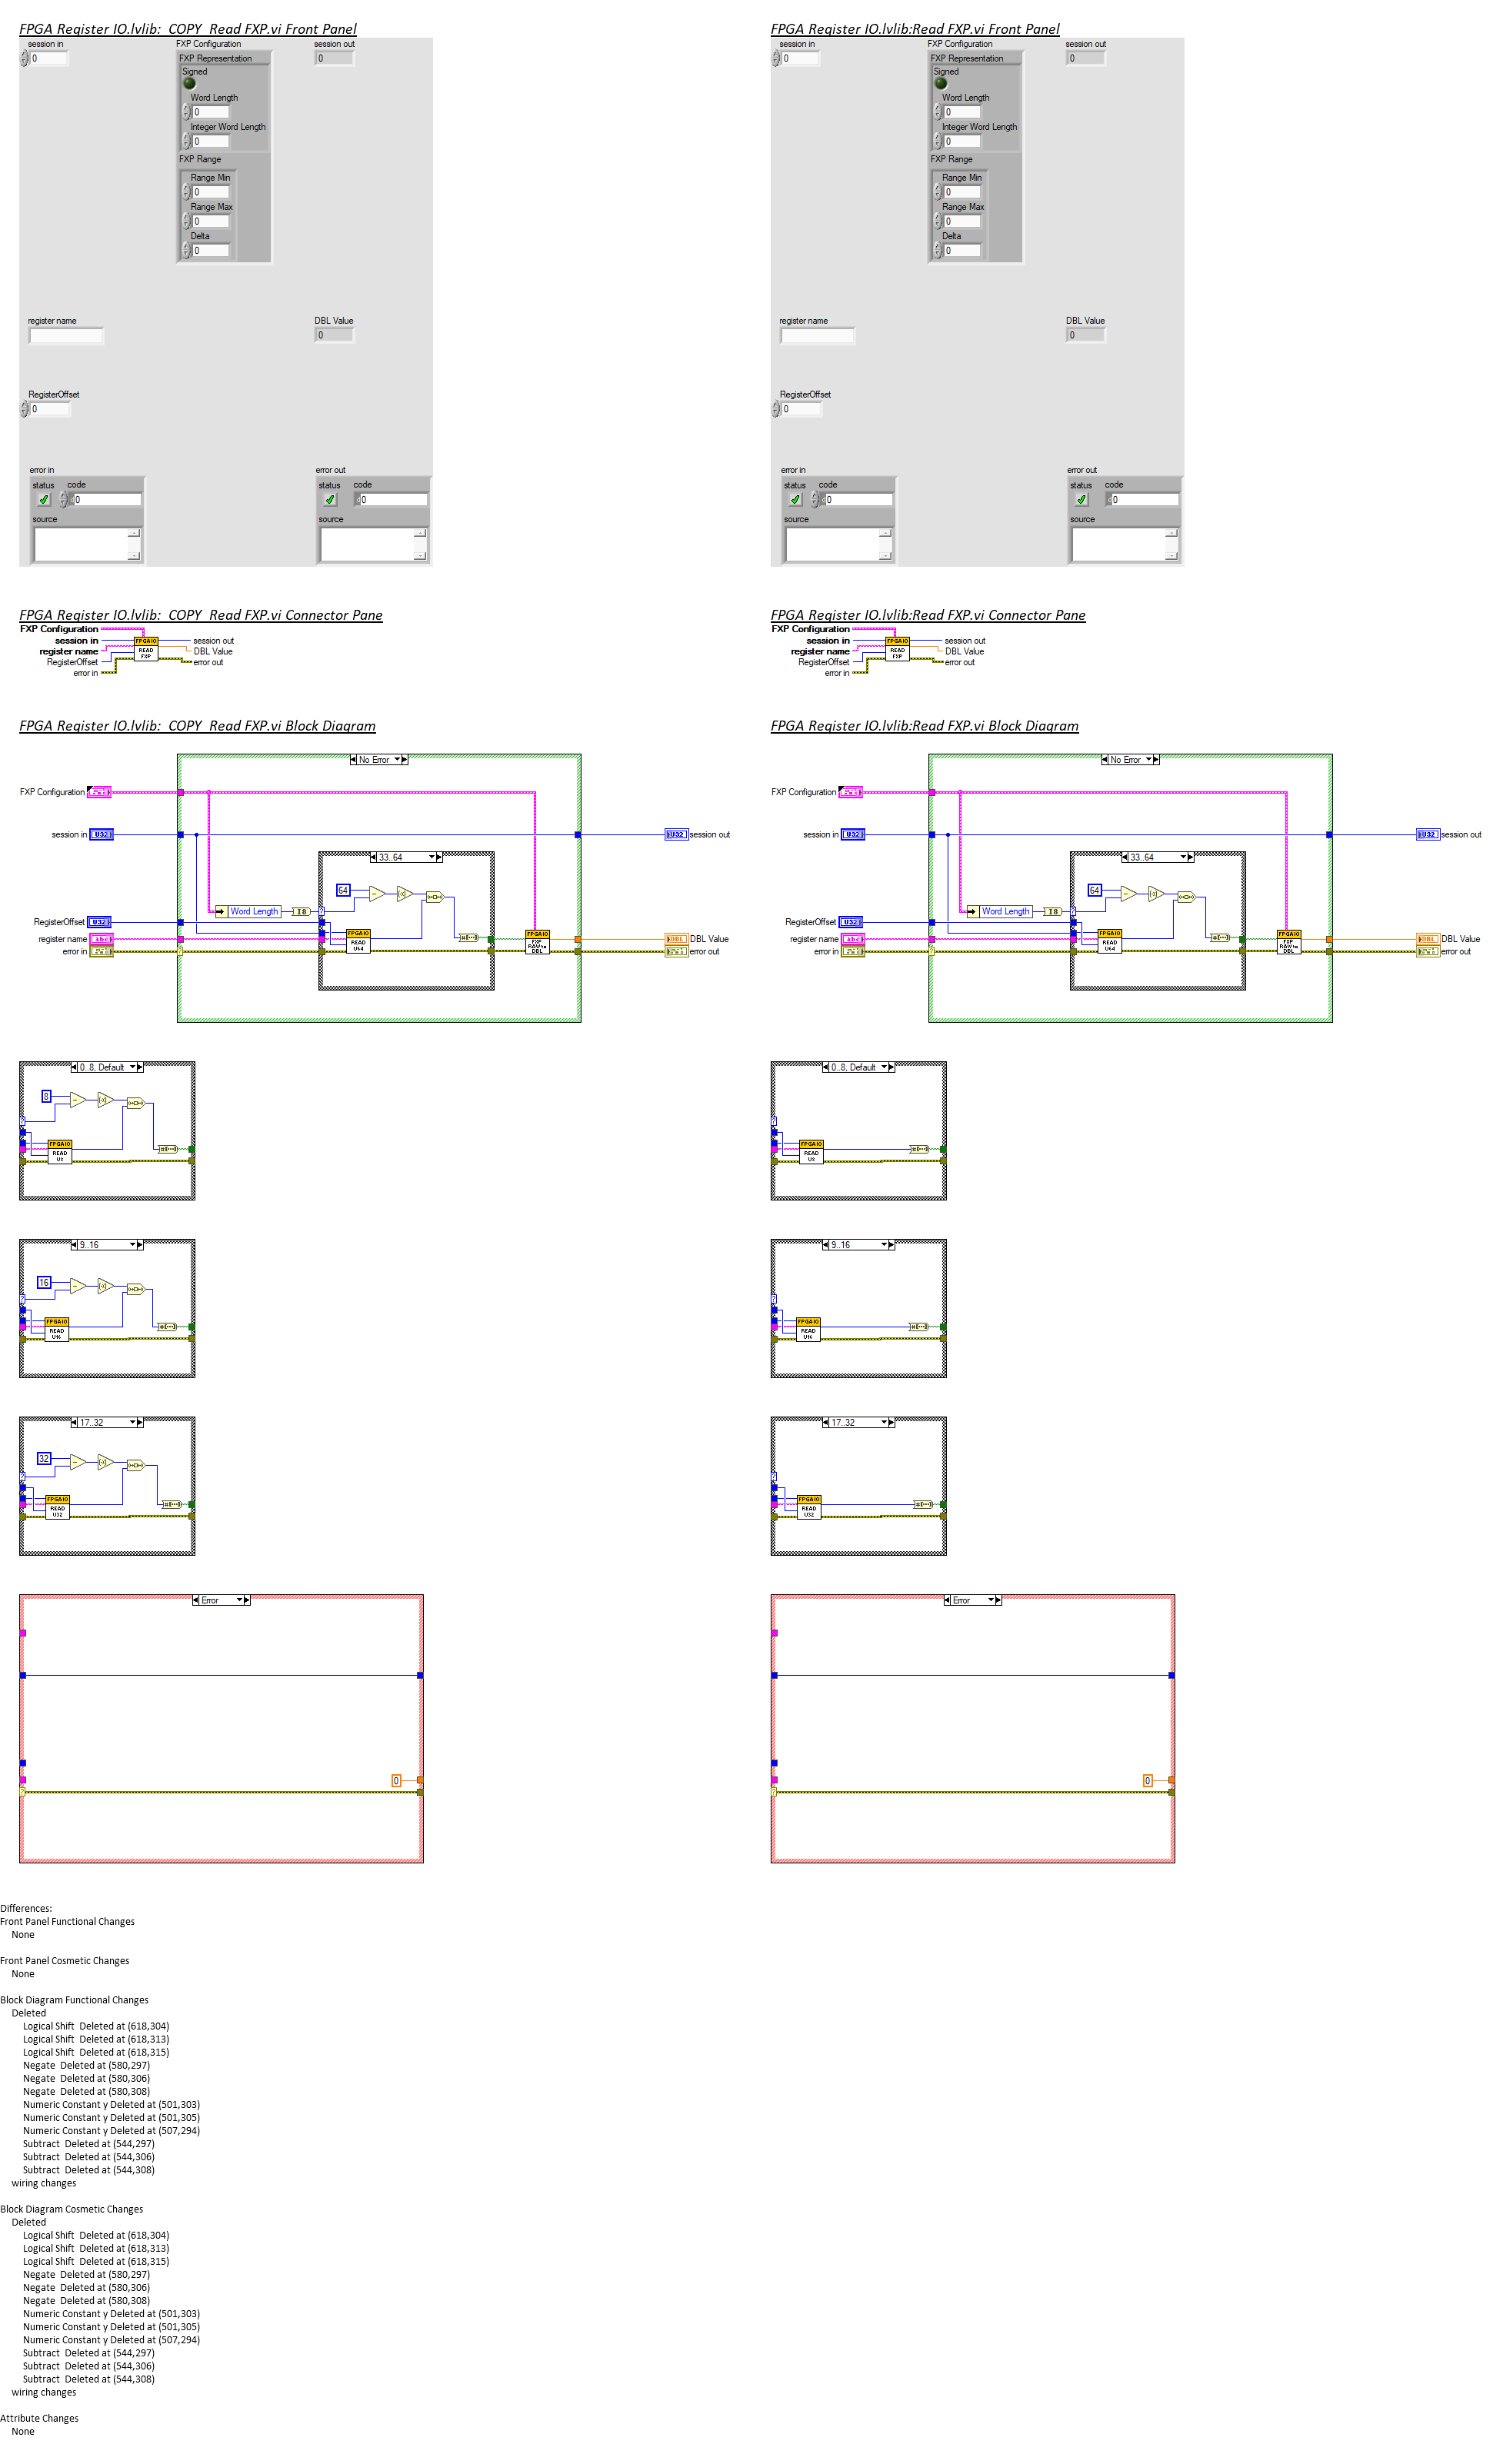 FPGA Register IO.lvlib:  COPY  Read FXP.vi Front Panel
session in
0
FXP Configuration
FXP Representation
Signed
Word Length
0
Integer Word Length
0
FXP Range
Range Min
0
Range Max
0
Delta
0
session out
0
register name
DBL Value
0
RegisterOffset
0
error in
status code
0
source
error out
status code
0
source
FPGA Register IO.lvlib:Read FXP.vi Front Panel
session in
0
FXP Configuration
FXP Representation
Signed
Word Length
0
Integer Word Length
0
FXP Range
Range Min
0
Range Max
0
Delta
0
session out
0
register name
DBL Value
0
RegisterOffset
0
error in
status code
0
source
error out
status code
0
source
FPGA Register IO.lvlib:  COPY  Read FXP.vi Connector Pane
FXP Configuration
session in
register name
RegisterOffset
error in
FPGAIO
READ
FXP
session out
DBL Value
error out
FPGA Register IO.lvlib:Read FXP.vi Connector Pane
FXP Configuration
session in
register name
RegisterOffset
error in
FPGAIO
READ
FXP
session out
DBL Value
error out
FPGA Register IO.lvlib:  COPY  Read FXP.vi Block Diagram
No Error
FXP Configuration
session in U32
U32 session out
33..64
64
Word Length
I8
RegisterOffset U32
register name abc
error in
FPGAIO
READ
U64
FPGAIO
FXP
RAW to
DBL
DBL DBL Value
error out
0..8, Default
8
FPGAIO
READ
U8
9..16
16
FPGAIO
READ
U16
17..32
32
FPGAIO
READ
U32
Error
0
FPGA Register IO.lvlib:Read FXP.vi Block Diagram
No Error
FXP Configuration
session in U32
U32 session out
33..64
64
Word Length
I8
RegisterOffset U32
register name abc
error in
FPGAIO
READ
U64
FPGAIO
FXP
RAW to
DBL
DBL DBL Value
error out
0..8, Default
FPGAIO
READ
U8
9..16
FPGAIO
READ
U16
17..32
FPGAIO
READ
U32
Error
0
Differences:
Front Panel Functional Changes
None
Front Panel Cosmetic Changes
None
Block Diagram Functional Changes
Deleted
Logical Shift  Deleted at (618,304)
Logical Shift  Deleted at (618,313)
Logical Shift  Deleted at (618,315)
Negate  Deleted at (580,297)
Negate  Deleted at (580,306)
Negate  Deleted at (580,308)
Numeric Constant y Deleted at (501,303)
Numeric Constant y Deleted at (501,305)
Numeric Constant y Deleted at (507,294)
Subtract  Deleted at (544,297)
Subtract  Deleted at (544,306)
Subtract  Deleted at (544,308)
wiring changes
Block Diagram Cosmetic Changes
Deleted
Logical Shift  Deleted at (618,304)
Logical Shift  Deleted at (618,313)
Logical Shift  Deleted at (618,315)
Negate  Deleted at (580,297)
Negate  Deleted at (580,306)
Negate  Deleted at (580,308)
Numeric Constant y Deleted at (501,303)
Numeric Constant y Deleted at (501,305)
Numeric Constant y Deleted at (507,294)
Subtract  Deleted at (544,297)
Subtract  Deleted at (544,306)
Subtract  Deleted at (544,308)
wiring changes
Attribute Changes
None